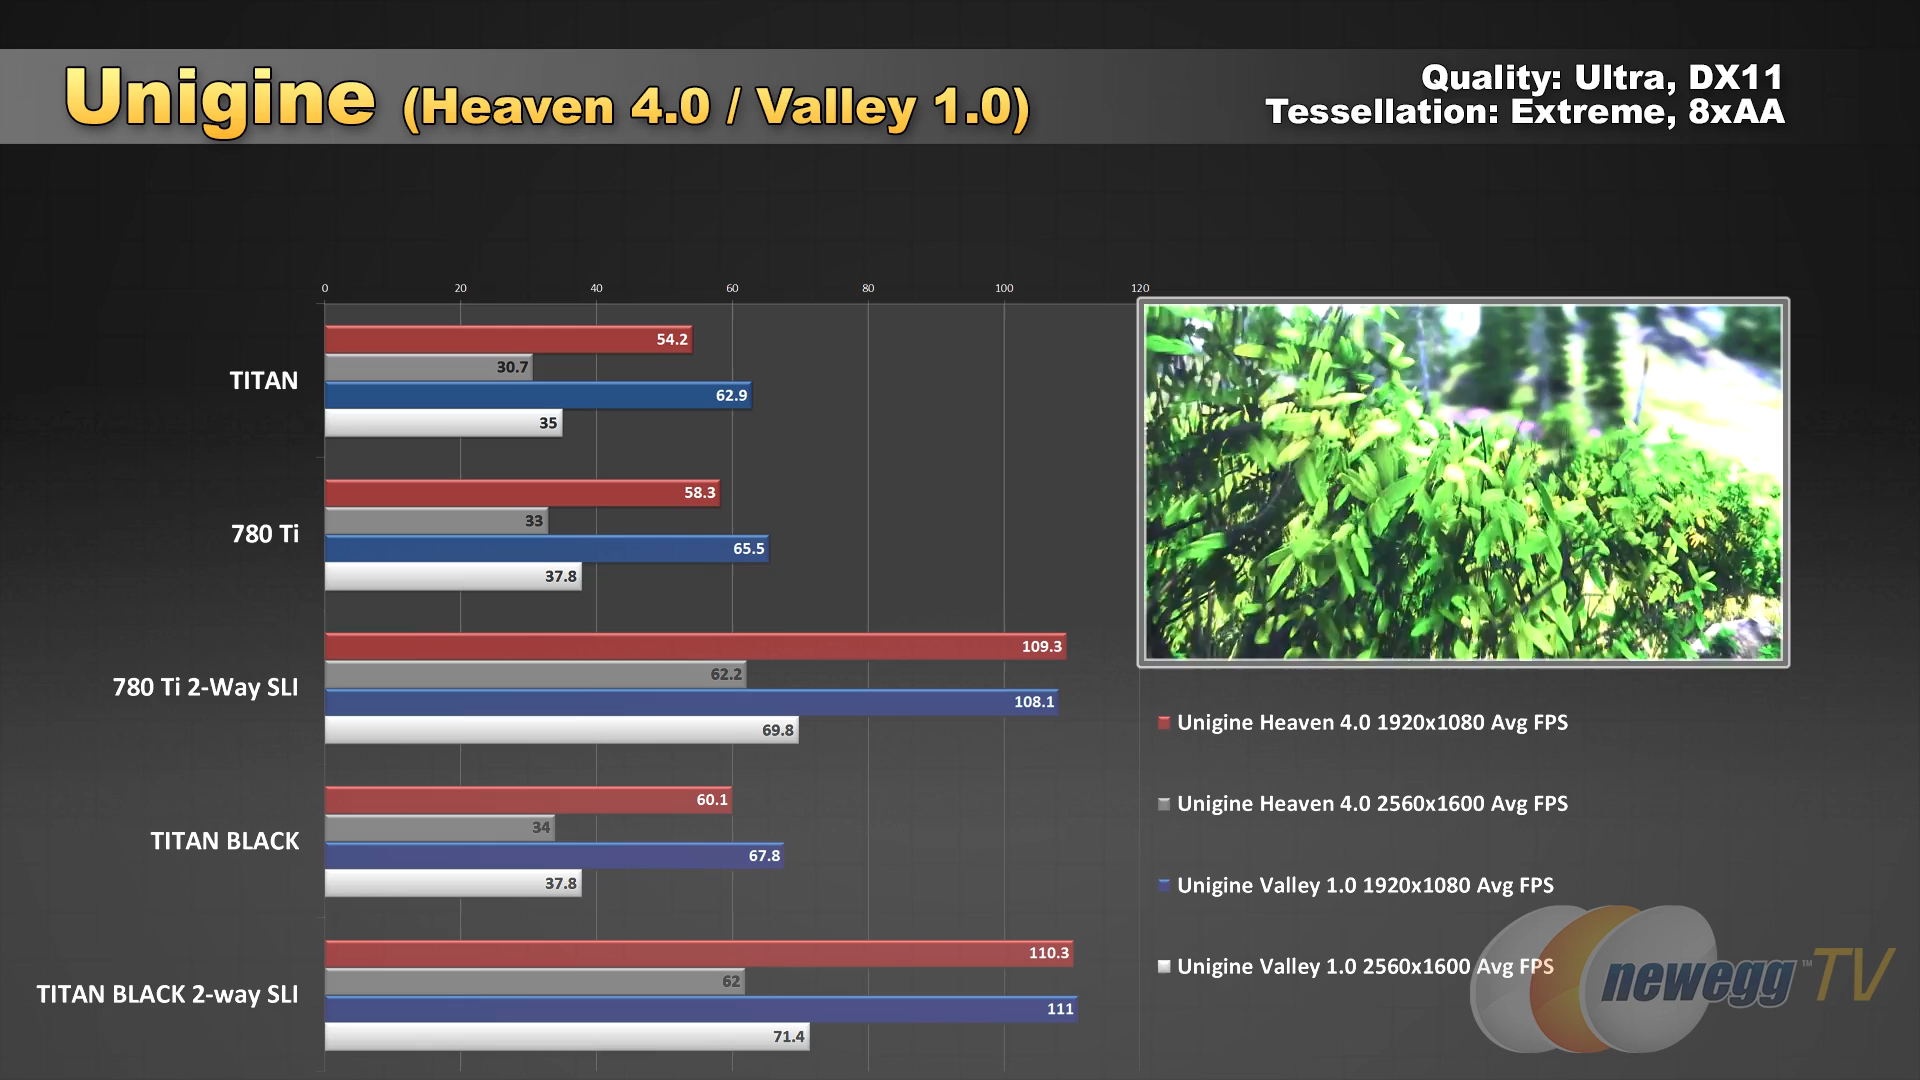 Unigine (Heaven 4.0 / Valley 1.0)
Quality: Ultra, DX11
Tessellation: Extreme, 8xAA
0 20 40 60 80 100 120
TITAN
54.2
30.7
62.9
35
780 Ti
58.3
33
65.5
37.8
780 Ti 2-Way SLI
109.3
62.2
108.1
69.8
TITAN BLACK
60.1
34
67.8
37.8
TITAN BLACK 2-way SLI
110.3
62
111
71.4
Unigine Heaven 4.0 1920x1080 Avg FPS
Unigine Heaven 4.0 2560x1600 Avg FPS
Unigine Valley 1.0 1920x1080 Avg FPS
Unigine Valley 1.0 2560x1600 Avg FPS
newegg™ TV